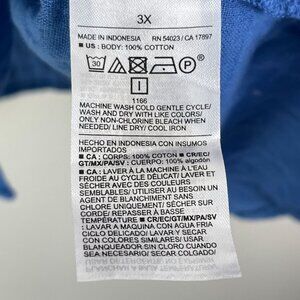 3X
MADE IN INDONESIA RN 54023 / CA 17897
■ US : BODY: 100% COTTON
30 P
I
1166
MACHINE WASH COLD GENTLE CYCLE/
WASH AND DRY WITH LIKE COLORS/
ONLY NON-CHLORINE BLEACH WHEN
NEEDED/ LINE DRY/ COOL IRON
HECHO EN INDONESIA CON INSUMOS
IMPORTADOS
■ CA : CORPS: 100% COTON ■ CR/EC/
GT/MX/PA/SV : CUERPO: 100% algodón
■ CA : LAVER À LA MACHINE À L'EAU
FROIDE AU CYCLE DÉLICAT/ LAVER ET
SÉCHER AVEC DES COULEURS
SEMBLABLES/ UTILISER AU BESOIN UN
AGENT DE BLANCHIMENT SANS
CHLORE UNIQUEMENT/ SÉCHER SUR
CORDE/ REPASSER À BASSE
TEMPÉRATURE ■ CR/EC/GT/MX/PA/SV
: LAVAR A MAQUINA CON AGUA FRIA
CICLO DELICADO/ LAVAR Y SECAR
CON COLORES SIMILARES/ USAR
BLANQUEADOR SIN CLORO CUANDO
SEA NECESARIO/ SECAR COLGADO/